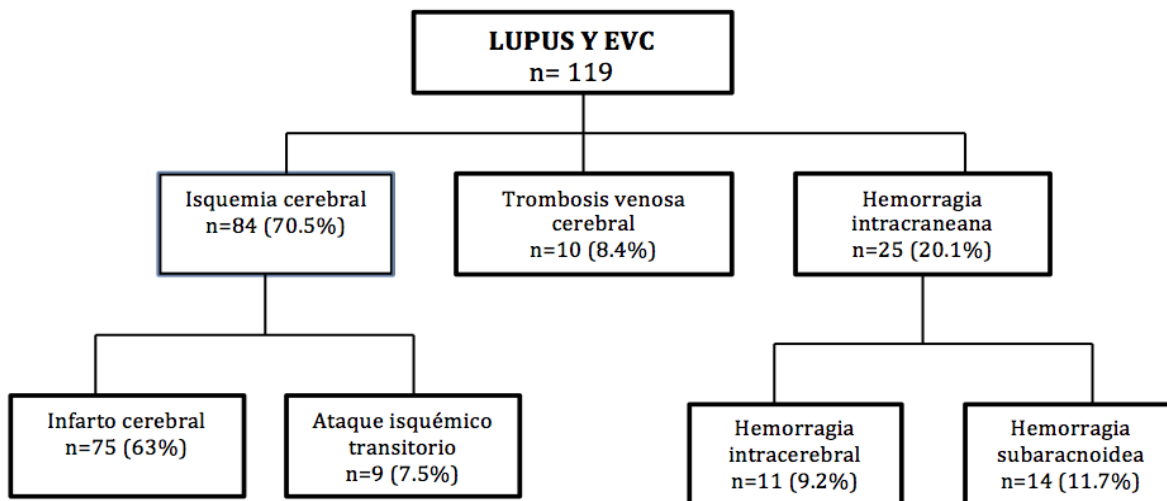 LUPUS Y EVC
n= 119
Isquemia cerebral
n=84 (70.5%)
Trombosis venosa
cerebral
n=10 (8.4%)
Hemorragia
intracraneana
n=25 (20.1%)
Infarto cerebral
n=75 (63%)
Ataque isquémico
transitorio
n=9 (7.5%)
Hemorragia
intracerebral
n=11 (9.2%)
Hemorragia
subaracnoidea
n=14 (11.7%)